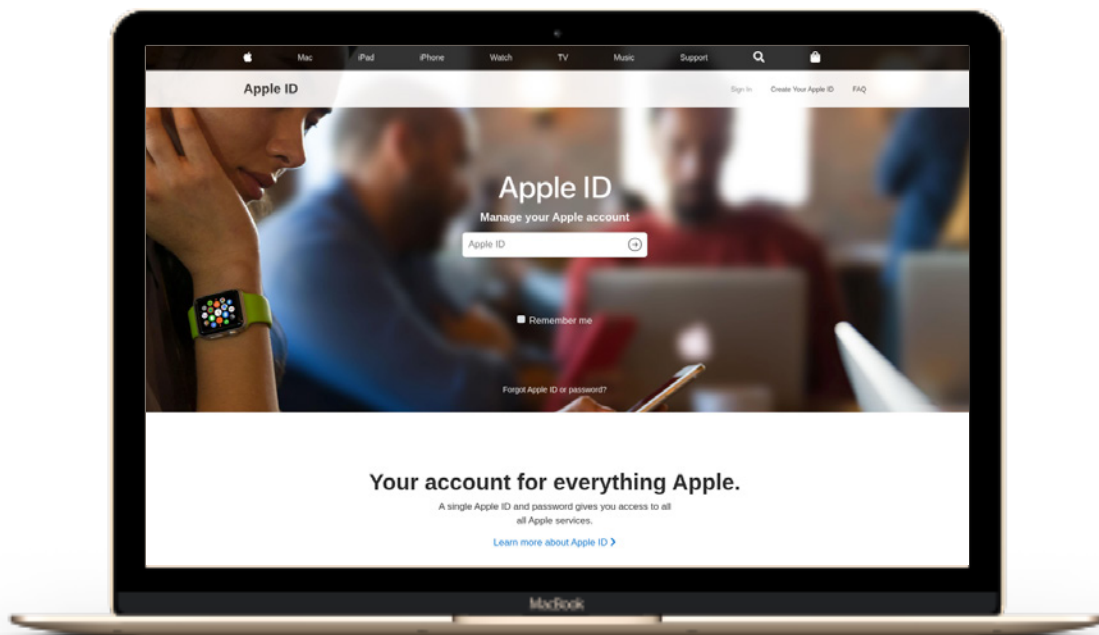 Mac iPad iPhone Watch TV Music Support
Apple ID
Sign In Create Your Apple ID FAQ
Apple ID
Manage your Apple account
Apple ID
Remember me
Forgot Apple ID or password?
Your account for everything Apple.
A single Apple ID and password gives you access to all
all Apple services.
Learn more about Apple ID
MacBook